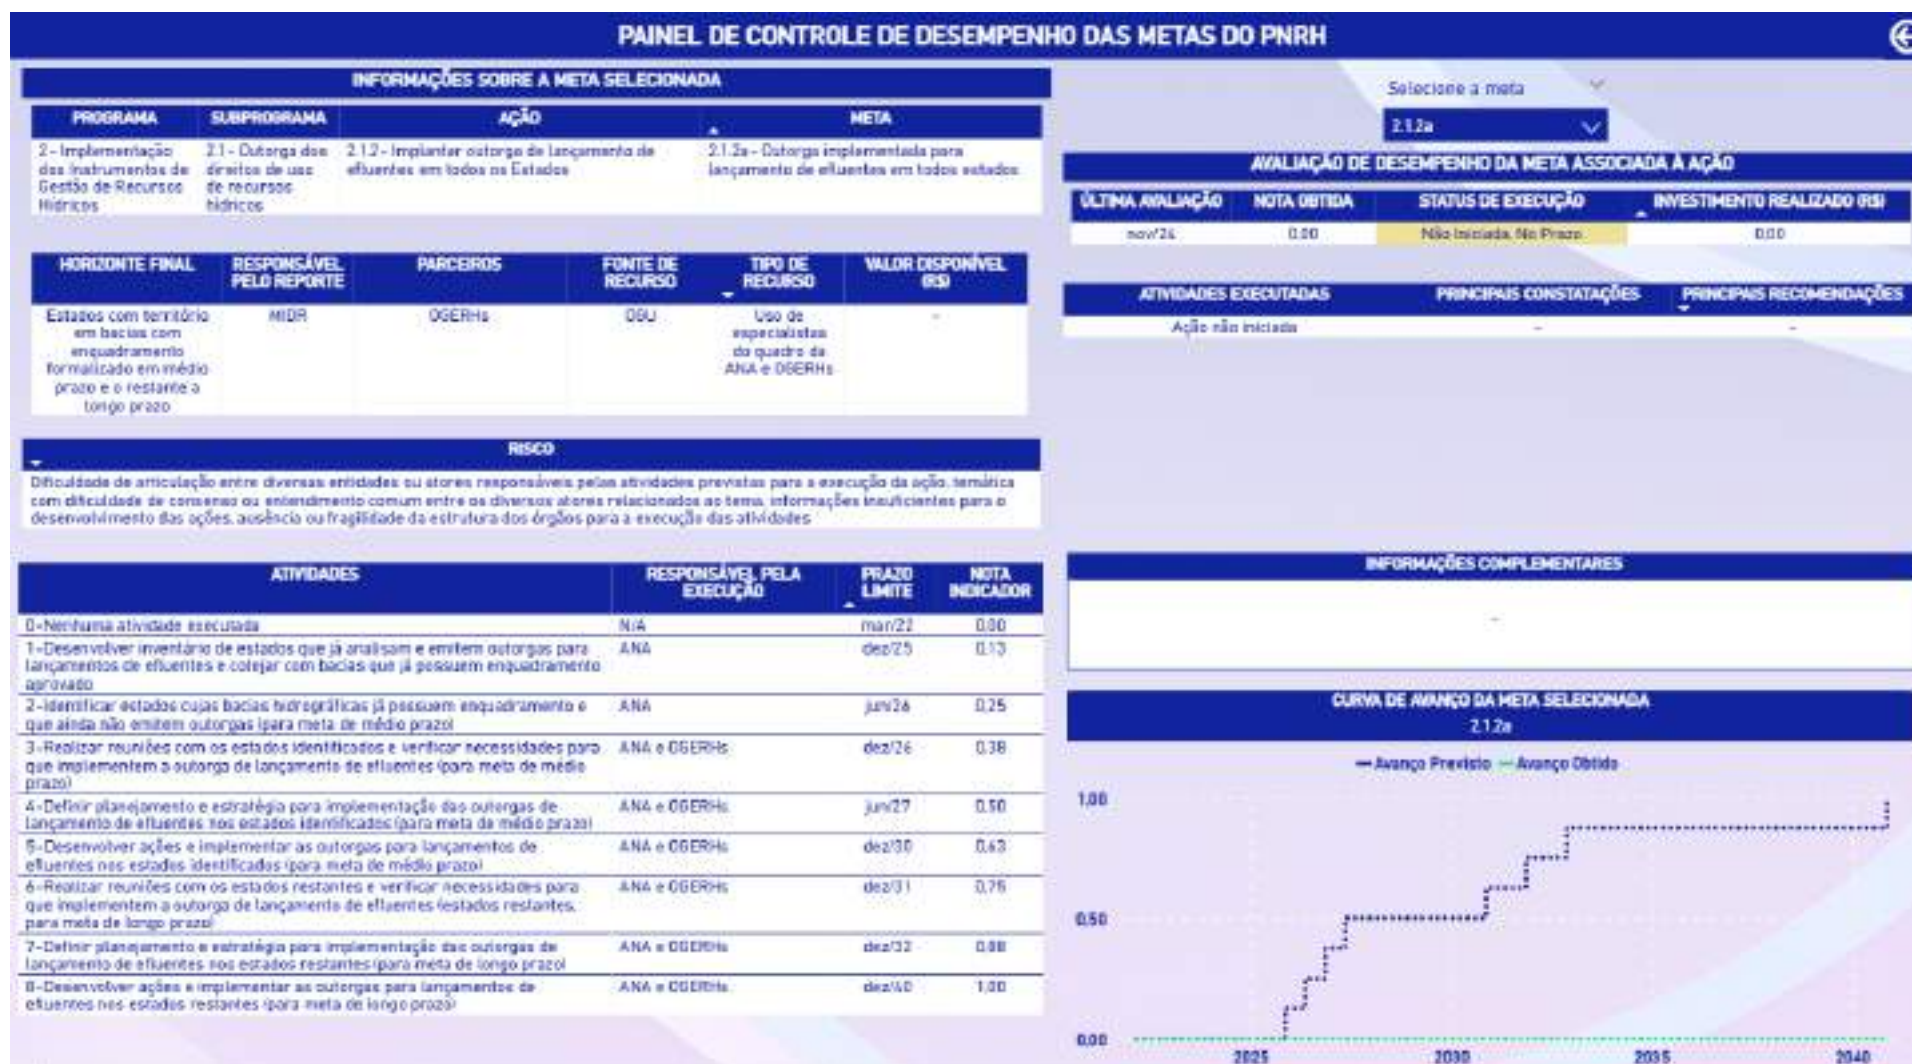 PAINEL DE CONTROLE DE DESEMPENHO DAS METAS DO PNRH
INFORMAÇÕES SOBRE A META SELECIONADA
PROGRAMA SUBPROGRAMA AÇÃO META
2- Implementação dos Instrumentos de Gestão de Recursos Hídricos
2.1- Outorga dos direitos de uso de recursos hídricos
2.1.2- Implantar outorga de lançamento de efluentes em todos os Estados
2.1.2a- Outorga implementada para lançamento de efluentes em todos estados
HORIZONTE FINAL RESPONSÁVEL PELO REPORTE PARCEIROS FONTE DE RECURSO TIPO DE RECURSO VALOR DISPONÍVEL (R$)
Estados com território em bacias com enquadramento formalizado em médio prazo e o restante a longo prazo
MIDR
OGERHs
OGU
Uso de especialistas do quadro da ANA e OGERHs
-
RISCO
Dificuldade de articulação entre diversas entidades ou atores responsáveis pelas atividades previstas para a execução da ação, temática
com dificuldade de consenso ou entendimento comum entre os diversos atores relacionados ao tema, informações insuficientes para o
desenvolvimento das ações, ausência ou fragilidade da estrutura dos órgãos para a execução das atividades
ATIVIDADES RESPONSÁVEL PELA EXECUÇÃO PRAZO LIMITE NOTA INDICADOR
0-Nenhuma atividade executada N/A mar/22 0,00
1-Desenvolver inventário de estados que já analisam e emitem outorgas para ANA dez/25 0,13
lançamentos de efluentes e cotejar com bacias que já possuem enquadramento
aprovado
2-Identificar estados cujas bacias hidrográficas já possuem enquadramento e ANA jun/26 0,25
que ainda não emitem outorgas (para meta de médio prazo)
3-Realizar reuniões com os estados identificados e verificar necessidades para ANA e OGERHs dez/26 0,38
que implementem a outorga de lançamento de efluentes (para meta de médio
prazo)
4-Definir planejamento e estratégia para implementação das outorgas de ANA e OGERHs jun/27 0,50
lançamento de efluentes nos estados identificados (para meta de médio prazo)
5-Desenvolver ações e implementar as outorgas para lançamentos de ANA e OGERHs dez/30 0,63
efluentes nos estados identificados (para meta de médio prazo)
6-Realizar reuniões com os estados restantes e verificar necessidades para ANA e OGERHs dez/31 0,75
que implementem a outorga de lançamento de efluentes (estados restantes,
para meta de longo prazo)
7-Definir planejamento e estratégia para implementação das outorgas de ANA e OGERHs dez/32 0,88
lançamento de efluentes nos estados restantes (para meta de longo prazo)
8-Desenvolver ações e implementar as outorgas para lançamentos de ANA e OGERHs dez/40 1,00
efluentes nos estados restantes (para meta de longo prazo)
Selecione a meta
2.1.2a
AVALIAÇÃO DE DESEMPENHO DA META ASSOCIADA À AÇÃO
ÚLTIMA AVALIAÇÃO NOTA OBTIDA STATUS DE EXECUÇÃO INVESTIMENTO REALIZADO (R$)
nov/24 0,00 Não Iniciada, No Prazo 0,00
ATIVIDADES EXECUTADAS PRINCIPAIS CONSTATAÇÕES PRINCIPAIS RECOMENDAÇÕES
Ação não iniciada - -
INFORMAÇÕES COMPLEMENTARES
-
CURVA DE AVANÇO DA META SELECIONADA
2.1.2a
Avanço Previsto Avanço Obtido
1,00
0,50
0,00
2025 2030 2035 2040